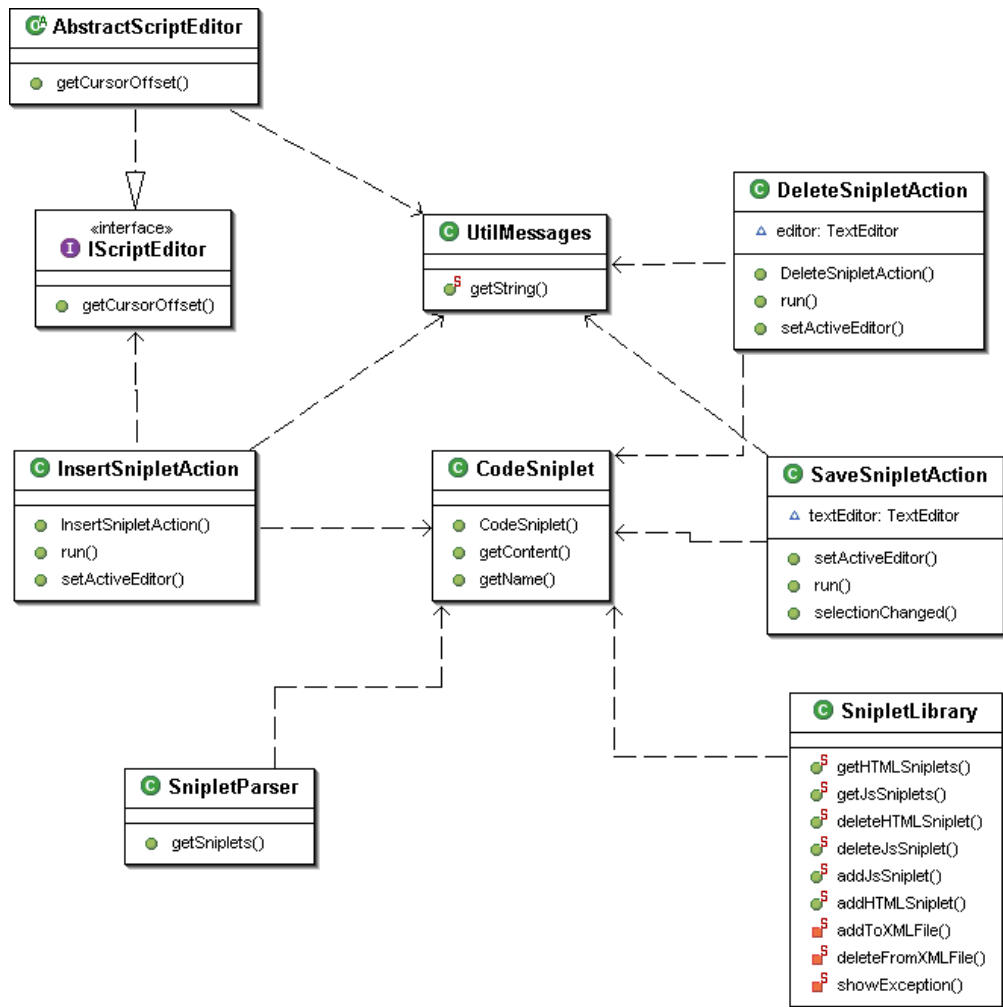 AbstractScriptEditor
getCursorOffset()
«interface»
IScriptEditor
getCursorOffset()
UtilMessages
getString()
DeleteSnipletAction
editor: TextEditor
DeleteSnipletAction()
run()
setActiveEditor()
InsertSnipletAction
InsertSnipletAction()
run()
setActiveEditor()
CodeSniplet
CodeSniplet()
getContent()
getName()
SaveSnipletAction
textEditor: TextEditor
setActiveEditor()
run()
selectionChanged()
SnipletParser
getSniplets()
SnipletLibrary
getHTMLSniplets()
getJsSniplets()
deleteHTMLSniplet()
deleteJsSniplet()
addJsSniplet()
addHTMLSniplet()
addToXMLFile()
deleteFromXMLFile()
showException()